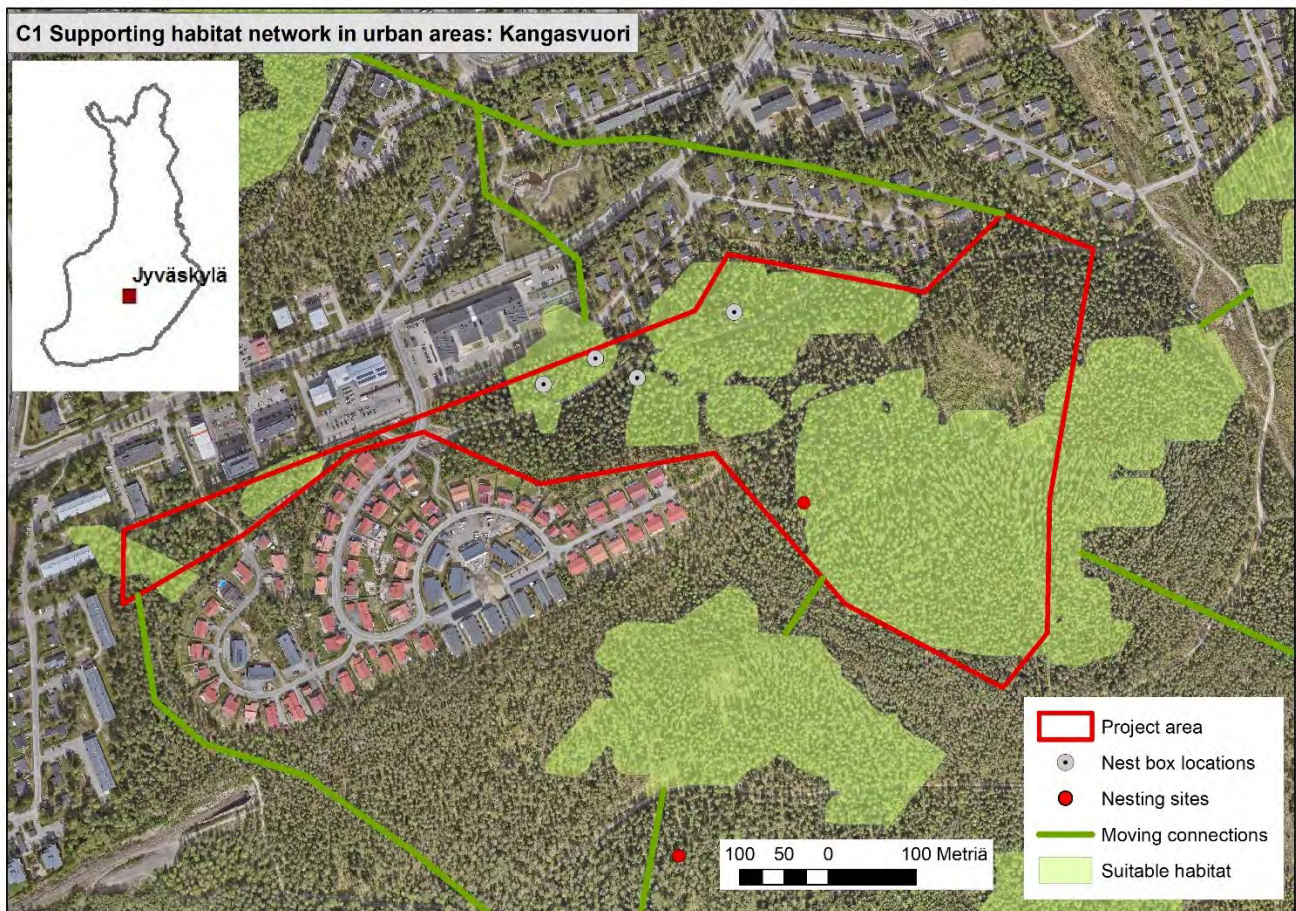 C1 Supporting habitat network in urban areas: Kangasvuori
Jyväskylä
Project area
Nest box locations
Nesting sites
Moving connections
Suitable habitat
100 50 0 100 Metriä